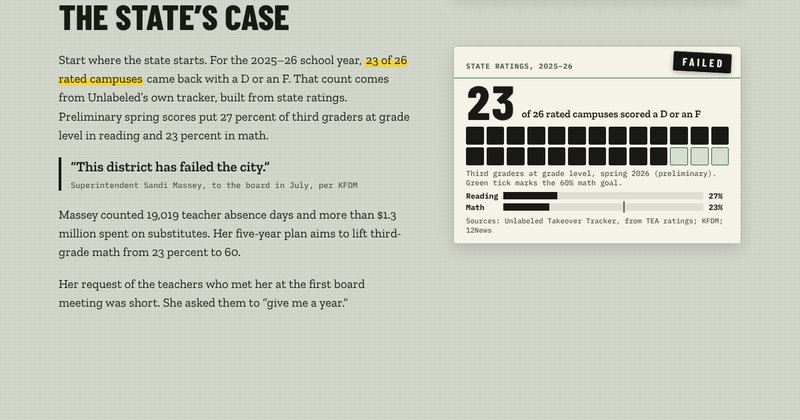 THE STATE’S CASE
Start where the state starts. For the 2025–26 school year, 23 of 26
rated campuses came back with a D or an F. That count comes
from Unlabeled’s own tracker, built from state ratings.
Preliminary spring scores put 27 percent of third graders at grade
level in reading and 23 percent in math.
“This district has failed the city.”
Superintendent Sandi Massey, to the board in July, per KFDM
Massey counted 19,019 teacher absence days and more than $1.3
million spent on substitutes. Her five-year plan aims to lift third-
grade math from 23 percent to 60.
Her request of the teachers who met her at the first board
meeting was short. She asked them to “give me a year.”
STATE RATINGS, 2025–26
FAILED
23 of 26 rated campuses scored a D or an F
Third graders at grade level, spring 2026 (preliminary).
Green tick marks the 60% math goal.
Reading 27%
Math 23%
Sources: Unlabeled Takeover Tracker, from TEA ratings; KFDM;
12News